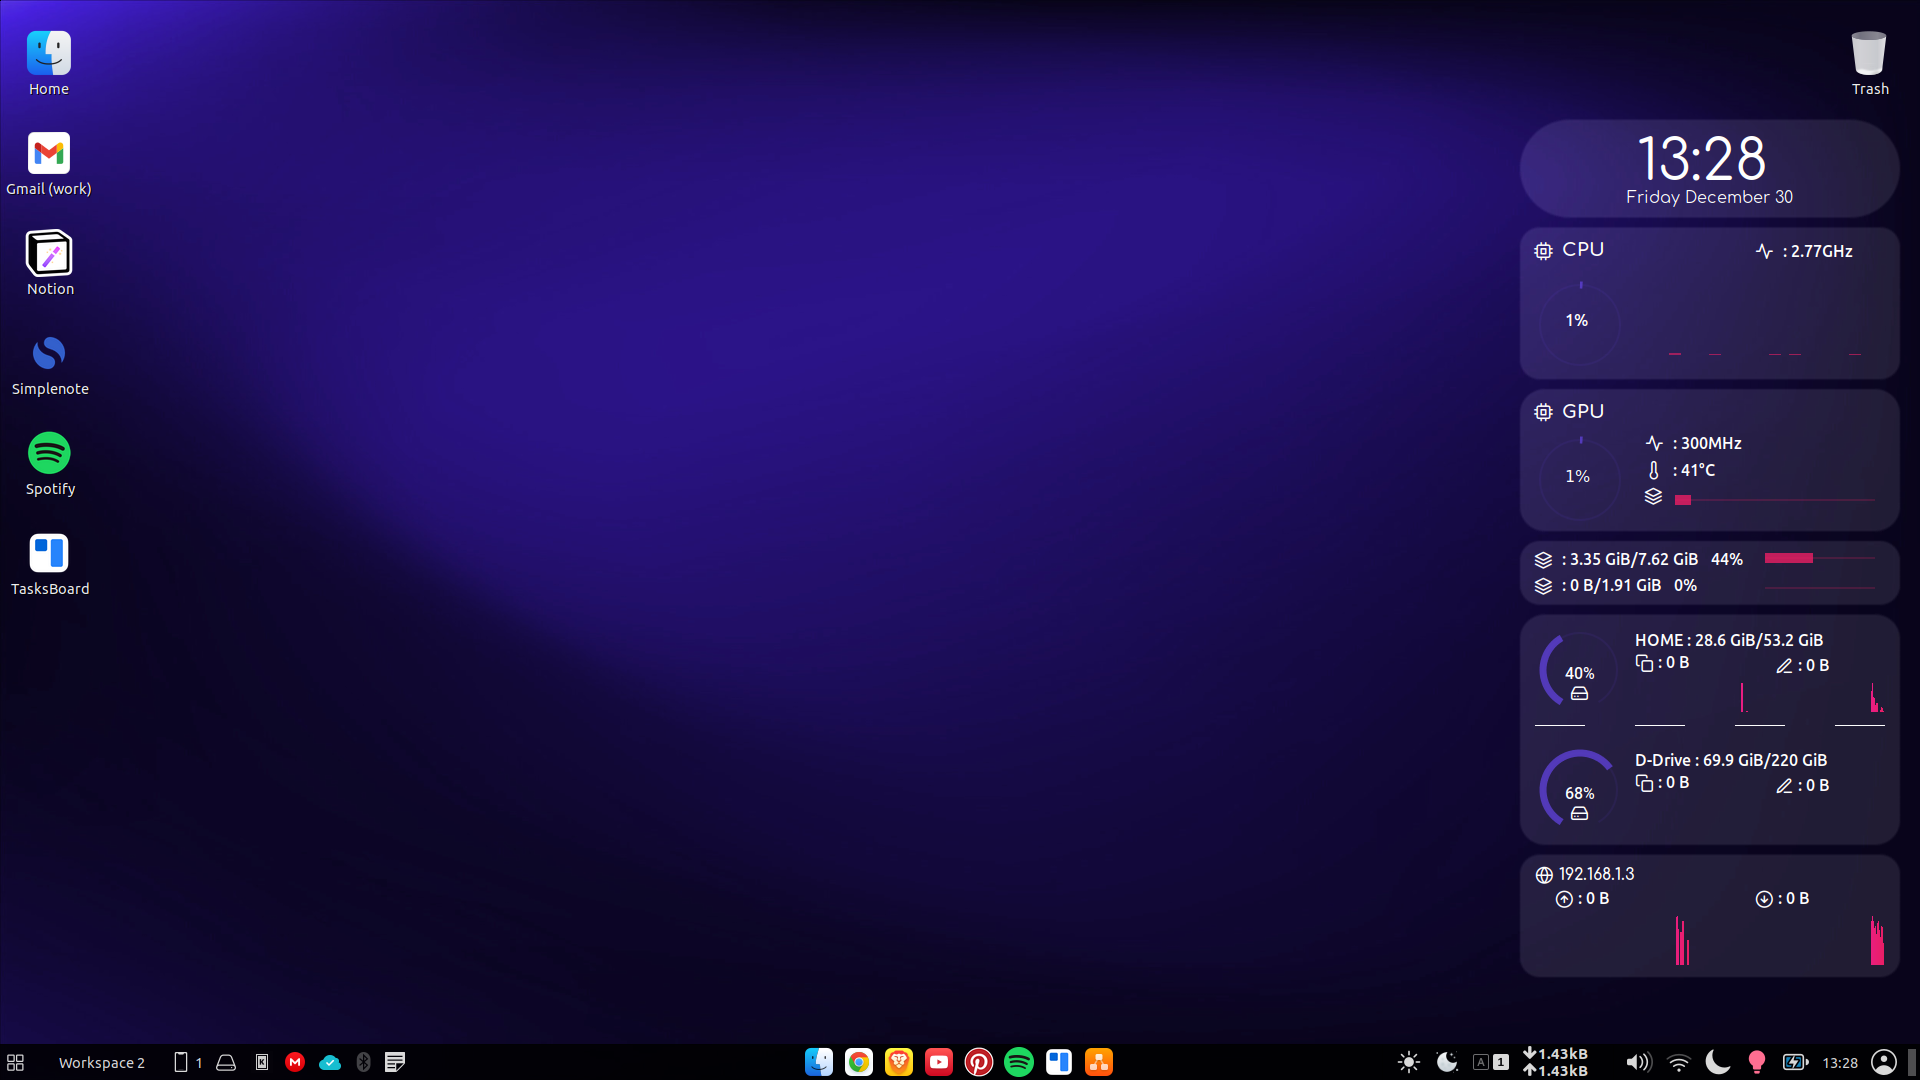 Home
Gmail (work)
Notion
Simplenote
Spotify
TasksBoard
Trash
13:28
Friday December 30
CPU
: 2.77GHz
1%
GPU
: 300MHz
1%
: 41°C
: 3.35 GiB/7.62 GiB 44%
: 0 B/1.91 GiB 0%
HOME : 28.6 GiB/53.2 GiB
: 0 B : 0 B
40%
D-Drive : 69.9 GiB/220 GiB
: 0 B : 0 B
68%
192.168.1.3
: 0 B : 0 B
Workspace 2
1
K
M
A 1
1.43kB
1.43kB
13:28